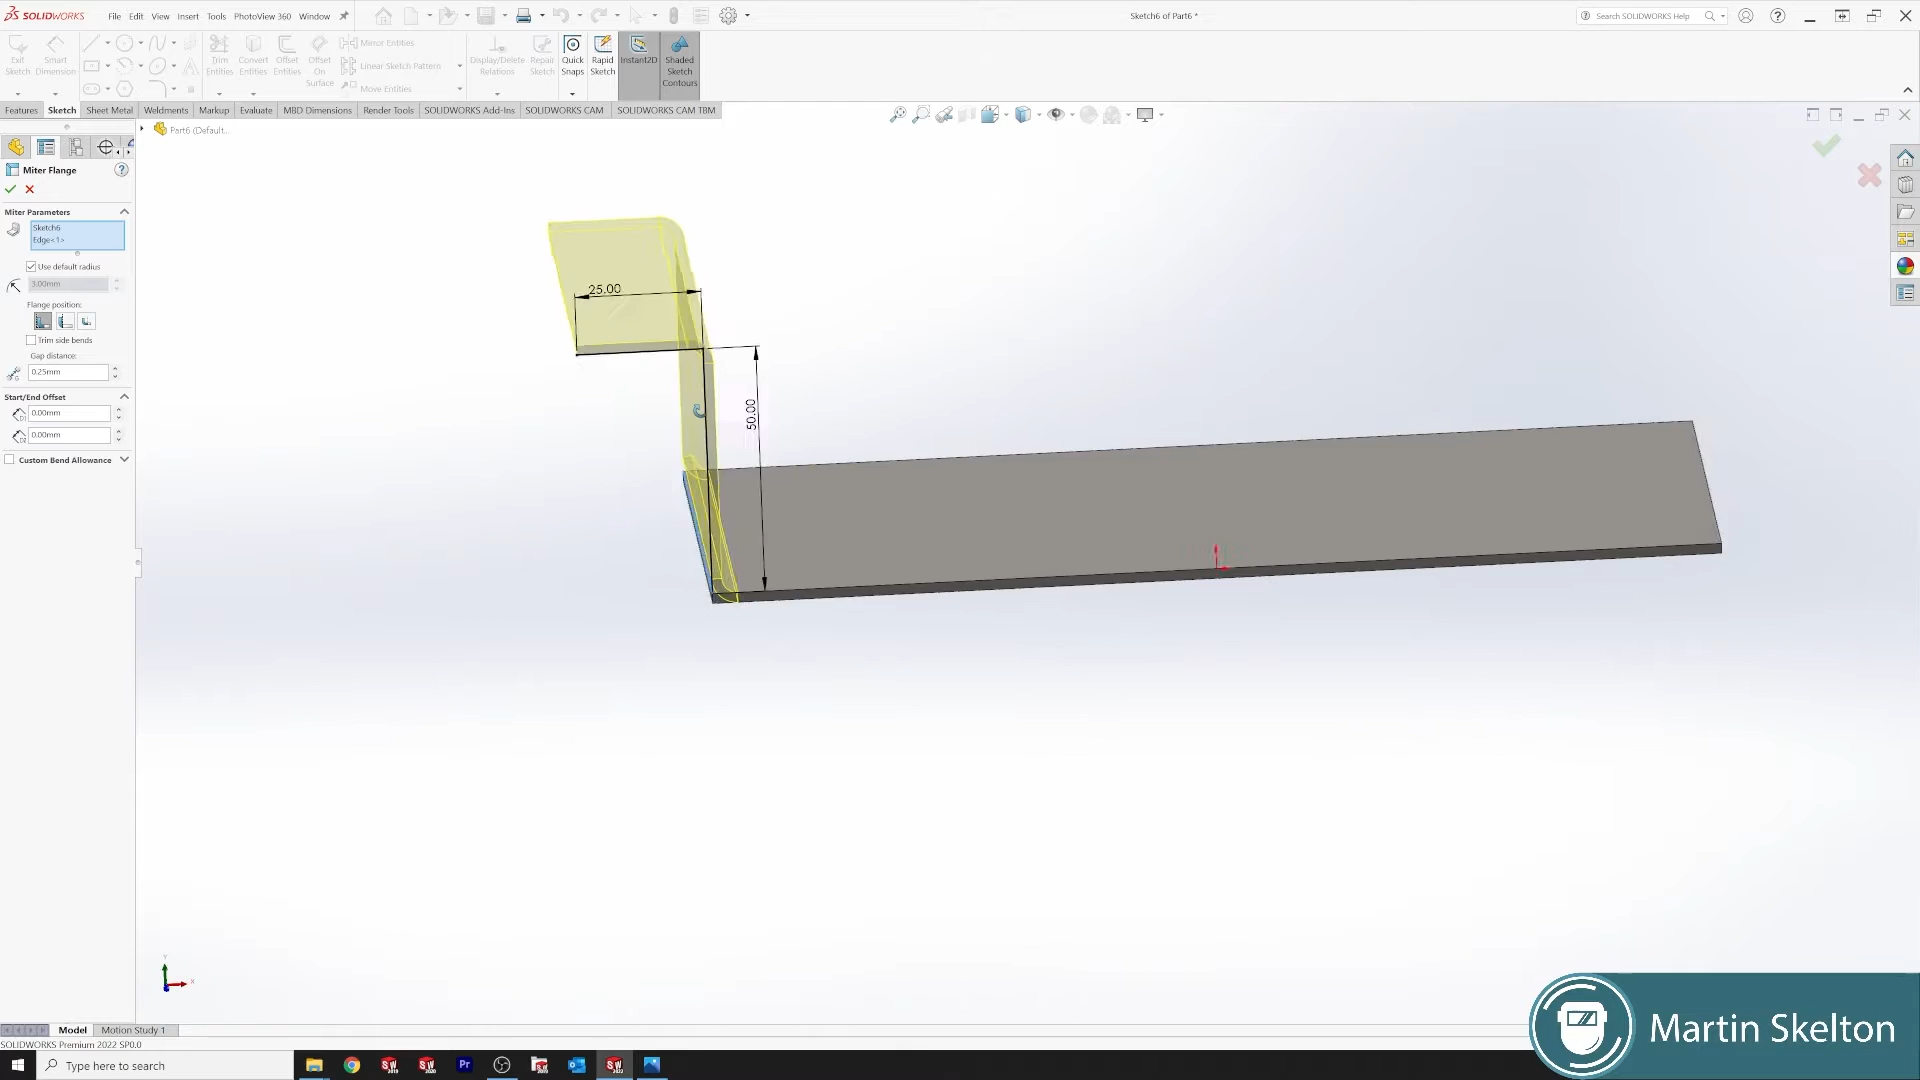 SOLIDWORKS File Edit View Insert Tools PhotoView 360 Window Sketch6 of Part6 * Search SOLIDWORKS Help
Exit Sketch
Smart Dimension
Trim Entities
Convert Entities
Offset Entities
Offset On Surface
Mirror Entities
Linear Sketch Pattern
Move Entities
Display/Delete Relations
Repair Sketch
Quick Snaps
Rapid Sketch
Instant2D
Shaded Sketch Contours
Features Sketch Sheet Metal Weldments Markup Evaluate MBD Dimensions Render Tools SOLIDWORKS Add-Ins SOLIDWORKS CAM SOLIDWORKS CAM TBM
Part6 (Default...
Miter Flange
Miter Parameters
Sketch6
Edge<1>
Use default radius
3.00mm
Flange position:
Trim side bends
Gap distance:
0.25mm
Start/End Offset
0.00mm
0.00mm
Custom Bend Allowance
25.00
50.00
Y
X
Model Motion Study 1
SOLIDWORKS Premium 2022 SP0.0
Type here to search
Martin Skelton